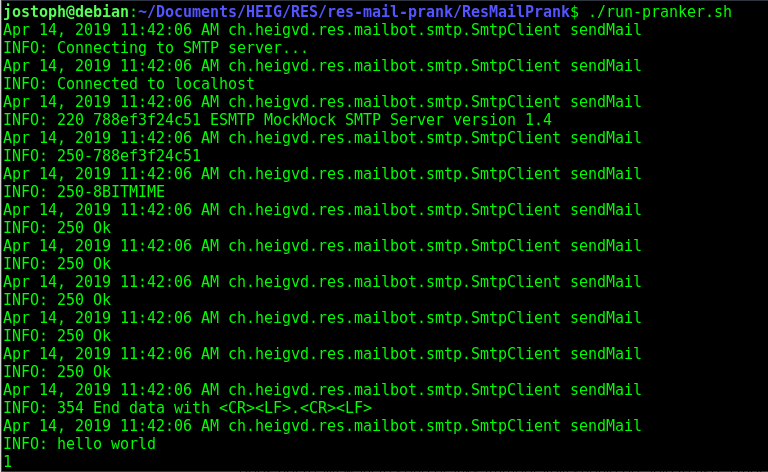 jostoph@debian:~/Documents/HEIG/RES/res-mail-prank/ResMailPrank$ ./run-pranker.sh
Apr 14, 2019 11:42:06 AM ch.heigvd.res.mailbot.smtp.SmtpClient sendMail
INFO: Connecting to SMTP server...
Apr 14, 2019 11:42:06 AM ch.heigvd.res.mailbot.smtp.SmtpClient sendMail
INFO: Connected to localhost
Apr 14, 2019 11:42:06 AM ch.heigvd.res.mailbot.smtp.SmtpClient sendMail
INFO: 220 788ef3f24c51 ESMTP MockMock SMTP Server version 1.4
Apr 14, 2019 11:42:06 AM ch.heigvd.res.mailbot.smtp.SmtpClient sendMail
INFO: 250-788ef3f24c51
Apr 14, 2019 11:42:06 AM ch.heigvd.res.mailbot.smtp.SmtpClient sendMail
INFO: 250-8BITMIME
Apr 14, 2019 11:42:06 AM ch.heigvd.res.mailbot.smtp.SmtpClient sendMail
INFO: 250 Ok
Apr 14, 2019 11:42:06 AM ch.heigvd.res.mailbot.smtp.SmtpClient sendMail
INFO: 250 Ok
Apr 14, 2019 11:42:06 AM ch.heigvd.res.mailbot.smtp.SmtpClient sendMail
INFO: 250 Ok
Apr 14, 2019 11:42:06 AM ch.heigvd.res.mailbot.smtp.SmtpClient sendMail
INFO: 250 Ok
Apr 14, 2019 11:42:06 AM ch.heigvd.res.mailbot.smtp.SmtpClient sendMail
INFO: 250 Ok
Apr 14, 2019 11:42:06 AM ch.heigvd.res.mailbot.smtp.SmtpClient sendMail
INFO: 354 End data with <CR><LF>.<CR><LF>
Apr 14, 2019 11:42:06 AM ch.heigvd.res.mailbot.smtp.SmtpClient sendMail
INFO: hello world
1